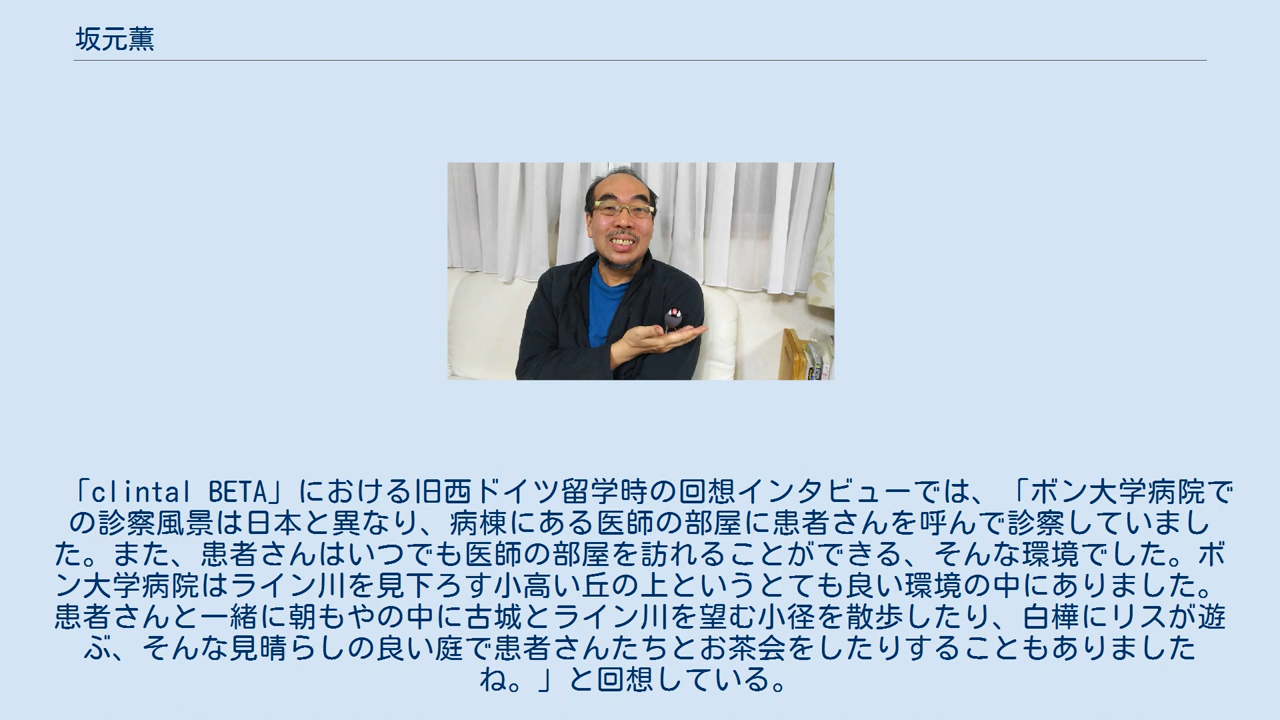 坂元薫
「clintal BETA」における旧西ドイツ留学時の回想インタビューでは、「ボン大学病院で
の診察風景は日本と異なり、病棟にある医師の部屋に患者さんを呼んで診察していまし
た。また、患者さんはいつでも医師の部屋を訪れることができる、そんな環境でした。ボ
ン大学病院はライン川を見下ろす小高い丘の上というとても良い環境の中にありました。
患者さんと一緒に朝もやの中に古城とライン川を望む小径を散歩したり、白樺にリスが遊
ぶ、そんな見晴らしの良い庭で患者さんたちとお茶会をしたりすることもありました
ね。」と回想している。